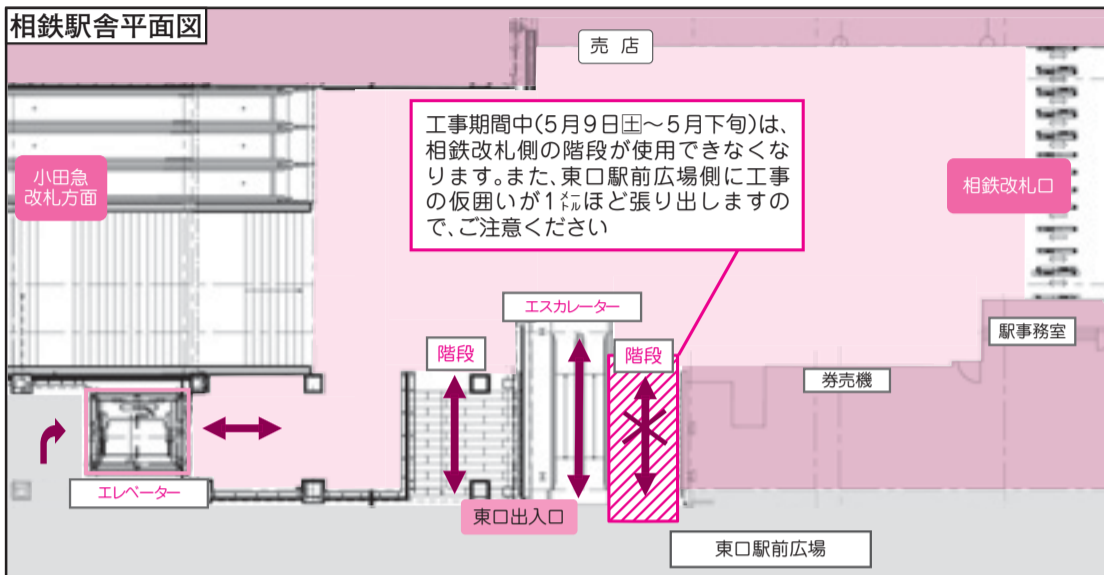 相鉄駅舎平面図
売 店
工事期間中(5月9日土〜5月下旬)は、
相鉄改札側の階段が使用できなくな
ります。また、東口駅前広場側に工事
の仮囲いが1メートルほど張り出しますの
で、ご注意ください
小田急
改札方面
相鉄改札口
エスカレーター
駅事務室
階段
階段
券売機
エレベーター
東口出入口
東口駅前広場